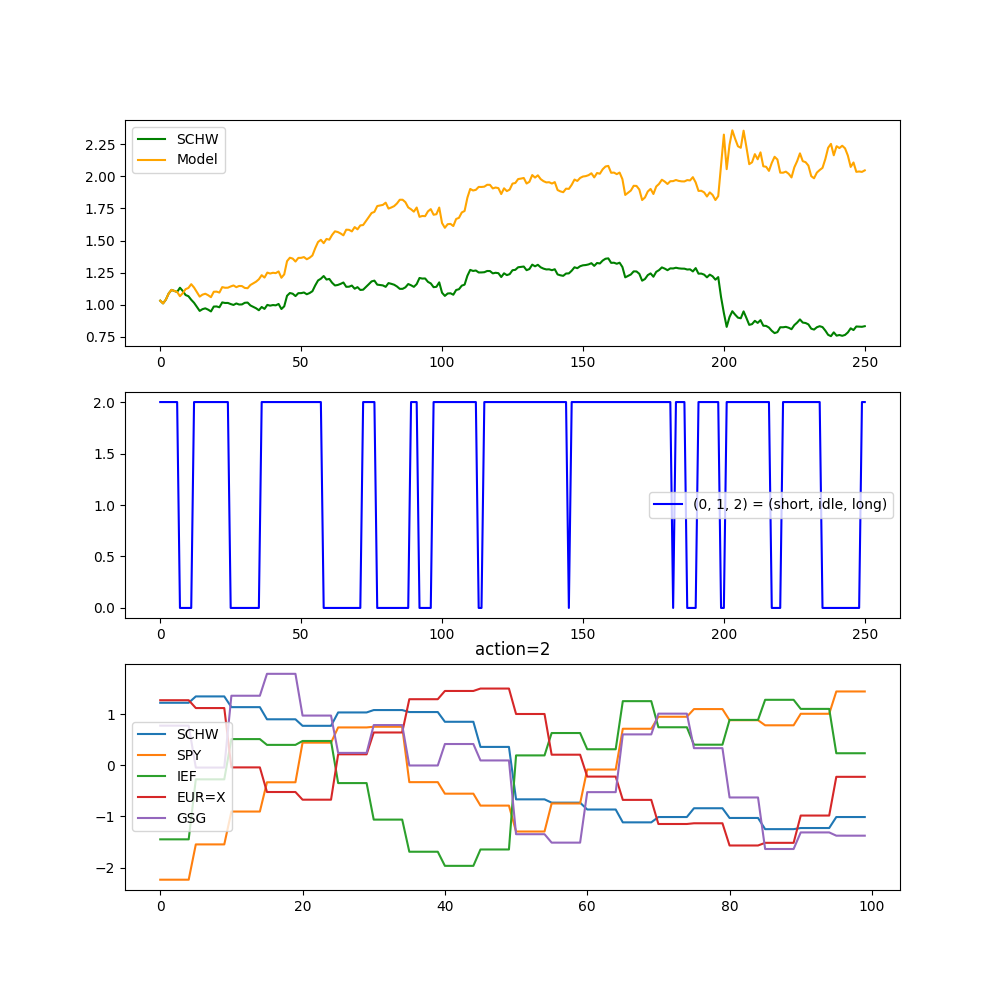 SCHW
Model
2.25
2.00
1.75
1.50
1.25
1.00
0.75
0 50 100 150 200 250
2.0
1.5
1.0
0.5
0.0
(0, 1, 2) = (short, idle, long)
0 50 100 150 200 250
action=2
1
0
−1
−2
SCHW
SPY
IEF
EUR=X
GSG
0 20 40 60 80 100